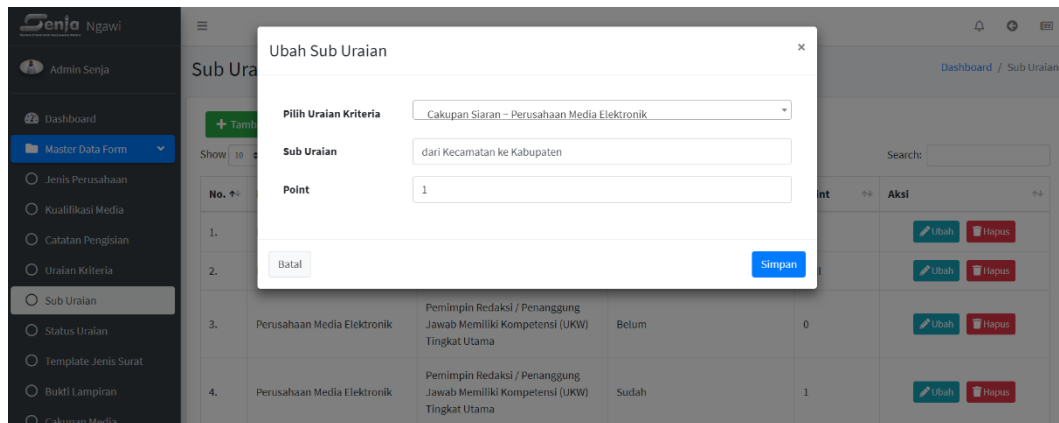 Senja Ngawi
Admin Senja
Dashboard
Master Data Form
Jenis Perusahaan
Kualifikasi Media
Catatan Pengisian
Uraian Kriteria
Sub Uraian
Status Uraian
Template Jenis Surat
Bukti Lampiran
Cakupan Media
Sub Ura
Dashboard / Sub Uraian
+ Tamb
Show 10
Search:
Ubah Sub Uraian
×
Pilih Uraian Kriteria
Cakupan Siaran – Perusahaan Media Elektronik
Sub Uraian
dari Kecamatan ke Kabupaten
Point
1
Batal
Simpan
No.
int
Aksi
1.
Ubah
Hapus
2.
Ubah
Hapus
3.
Perusahaan Media Elektronik
Pemimpin Redaksi / Penanggung
Jawab Memiliki Kompetensi (UKW)
Tingkat Utama
Belum
0
Ubah
Hapus
4.
Perusahaan Media Elektronik
Pemimpin Redaksi / Penanggung
Jawab Memiliki Kompetensi (UKW)
Tingkat Utama
Sudah
1
Ubah
Hapus